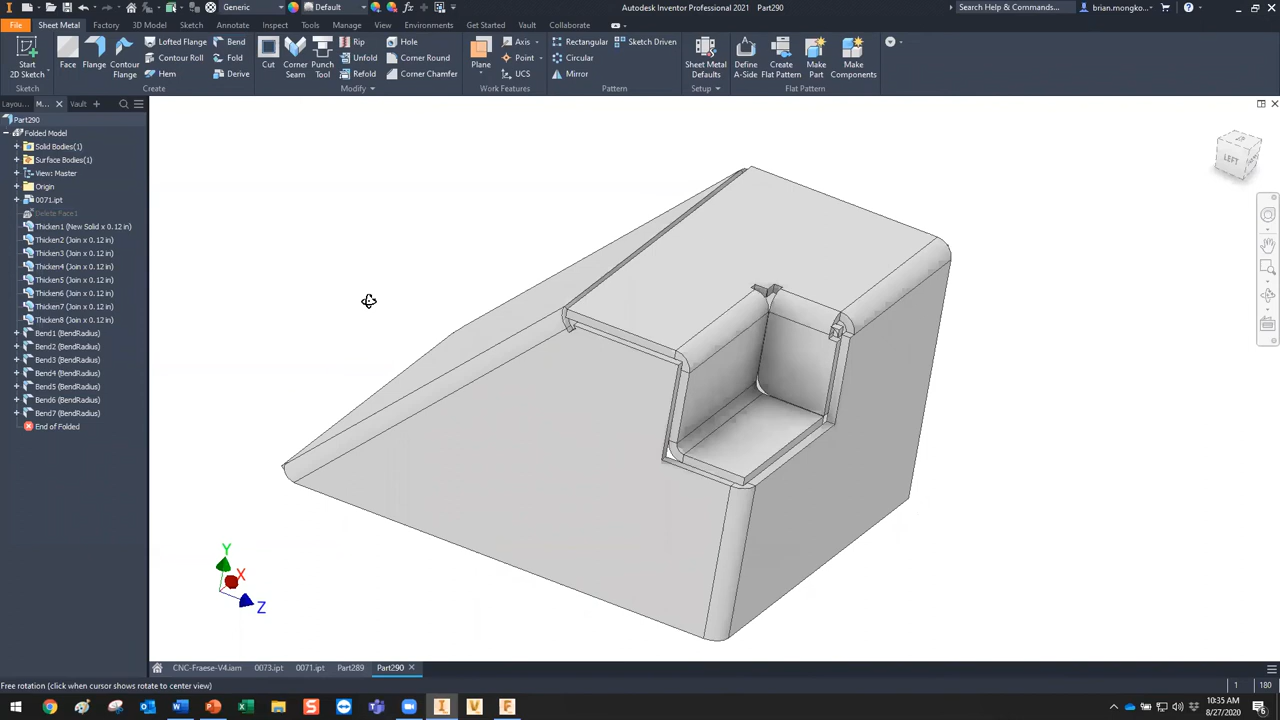 Generic
Default
Autodesk Inventor Professional 2021   Part290
Search Help & Commands...
brian.mongko...
File
Sheet Metal
Factory
3D Model
Sketch
Annotate
Inspect
Tools
Manage
View
Environments
Get Started
Vault
Collaborate
Start
2D Sketch
Face
Flange
Contour
Flange
Lofted Flange
Contour Roll
Hem
Bend
Fold
Derive
Cut
Corner
Seam
Punch
Tool
Rip
Unfold
Refold
Hole
Corner Round
Corner Chamfer
Plane
Axis
Point
UCS
Rectangular
Circular
Mirror
Sketch Driven
Sheet Metal
Defaults
Define
A-Side
Create
Flat Pattern
Make
Part
Make
Components
Sketch
Create
Modify
Work Features
Pattern
Setup
Flat Pattern
Layou...
M...
Vault
Part290
Folded Model
Solid Bodies(1)
Surface Bodies(1)
View: Master
Origin
0071.ipt
Delete Face1
Thicken1 (New Solid x 0.12 in)
Thicken2 (Join x 0.12 in)
Thicken3 (Join x 0.12 in)
Thicken4 (Join x 0.12 in)
Thicken5 (Join x 0.12 in)
Thicken6 (Join x 0.12 in)
Thicken7 (Join x 0.12 in)
Thicken8 (Join x 0.12 in)
Bend1 (BendRadius)
Bend2 (BendRadius)
Bend3 (BendRadius)
Bend4 (BendRadius)
Bend5 (BendRadius)
Bend6 (BendRadius)
Bend7 (BendRadius)
End of Folded
LEFT
Y
X
Z
CNC-Fraese-V4.iam
0073.ipt
0071.ipt
Part289
Part290
Free rotation (click when cursor shows rotate to center view)
1
180
10:35 AM
8/27/2020